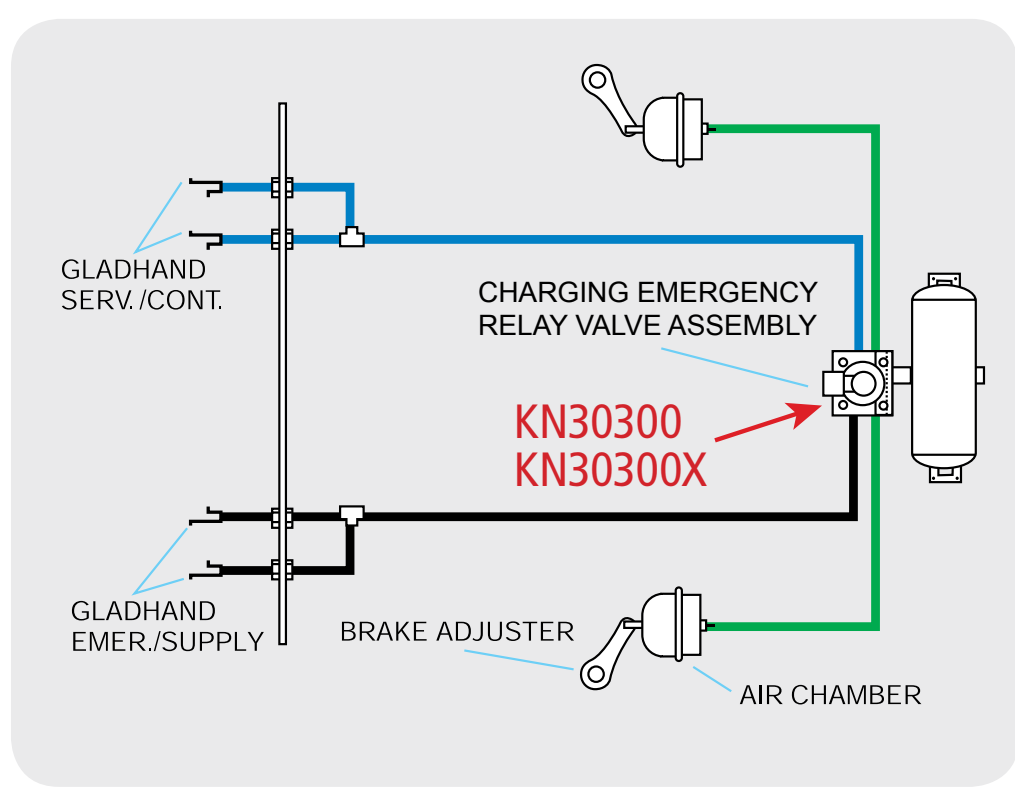 GLADHAND
SERV./CONT.
CHARGING EMERGENCY
RELAY VALVE ASSEMBLY
KN30300
KN30300X
GLADHAND
EMER./SUPPLY
BRAKE ADJUSTER
AIR CHAMBER